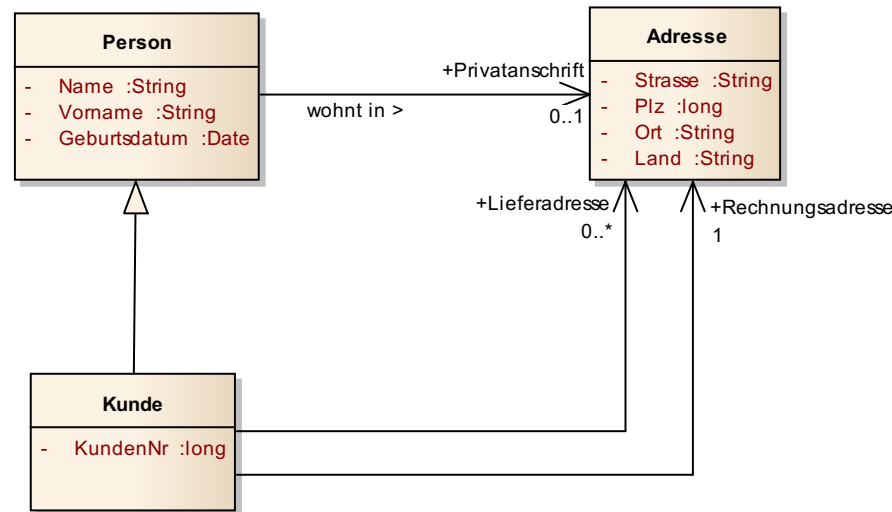 Person
- Name :String
- Vorname :String
- Geburtsdatum :Date
wohnt in >
+Privatanschrift
0..1
Adresse
- Strasse :String
- Plz :long
- Ort :String
- Land :String
+Lieferadresse
0..*
+Rechnungsadresse
1
Kunde
- KundenNr :long